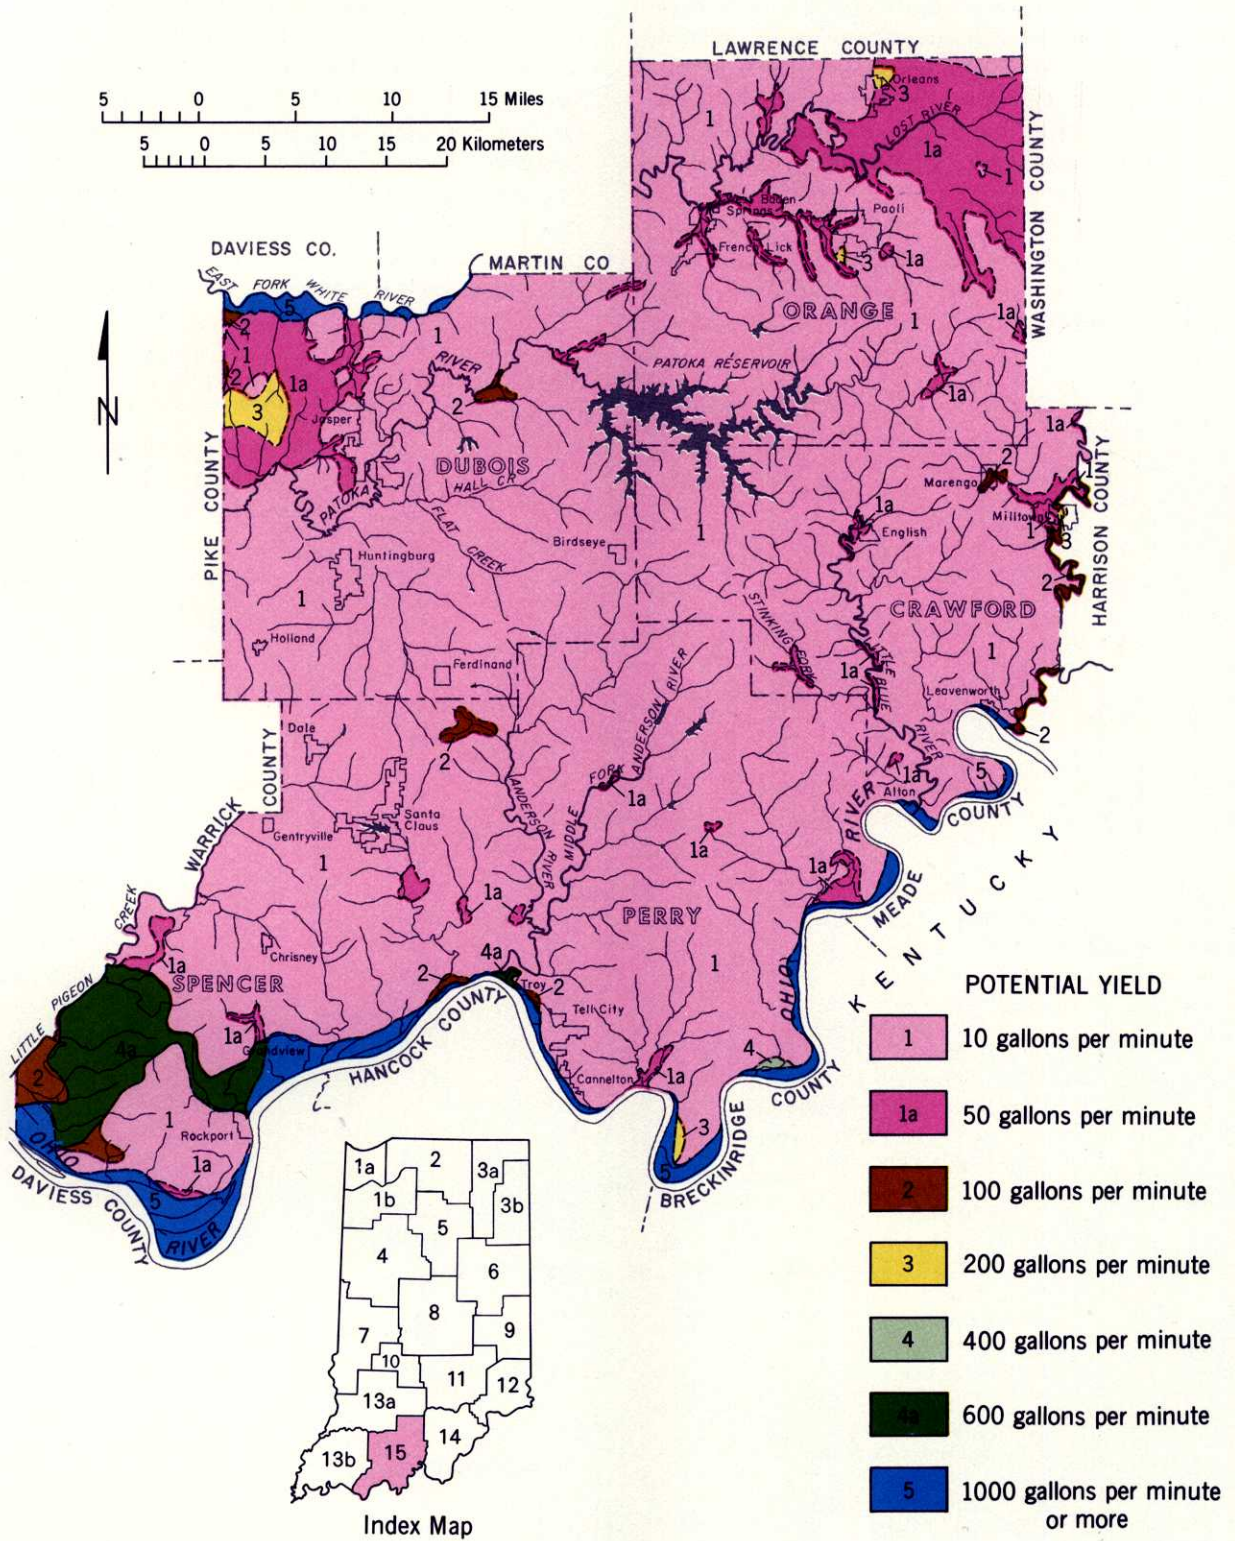 LAWRENCE COUNTY
5 0 5 10 15 Miles
5 0 5 10 15 20 Kilometers
Orleans
3
1
LOST RIVER
1a
1
WASHINGTON COUNTY
Baden
Springs
Paoli
French Lick
3
1a
DAVIESS CO.
MARTIN CO
EAST FORK WHITE RIVER
5
ORANGE
1
1a
2
1
2
1a
3
1
RIVER
PATOKA RESERVOIR
1a
2
Jasper
N
PIKE COUNTY
DUBOIS
HALL CR
PATOKA
FLAT CREEK
1a
2
Marengo
1
Milltown
1
3
HARRISON COUNTY
1a
English
1
Birdseye
Huntingburg
1
2
STINKING FORK
CRAWFORD
1
Holland
Ferdinand
LITTLE BLUE RIVER
1a
Leavenworth
2
Dale
2
ANDERSON RIVER
MIDDLE FORK ANDERSON RIVER
1a
1a
5
Alton
WARRICK COUNTY
Santa
Claus
Gentryville
1
1a
1a
PERRY
1
1a
OHIO RIVER
MEADE COUNTY
KENTUCKY
LITTLE PIGEON CREEK
1a
Chrisney
SPENCER
4a
2
Troy
2
Tell City
1a
Grandview
HANCOCK COUNTY
4a
2
Cannelton
1a
4
1
Rockport
1a
3
5
BRECKINRIDGE COUNTY
OHIO RIVER
5
DAVIESS COUNTY
POTENTIAL YIELD
1 10 gallons per minute
1a 50 gallons per minute
2 100 gallons per minute
3 200 gallons per minute
4 400 gallons per minute
4a 600 gallons per minute
5 1000 gallons per minute
or more
1a
2
3a
1b
3b
5
4
6
8
7
9
10
11
12
13a
14
13b
15
Index Map